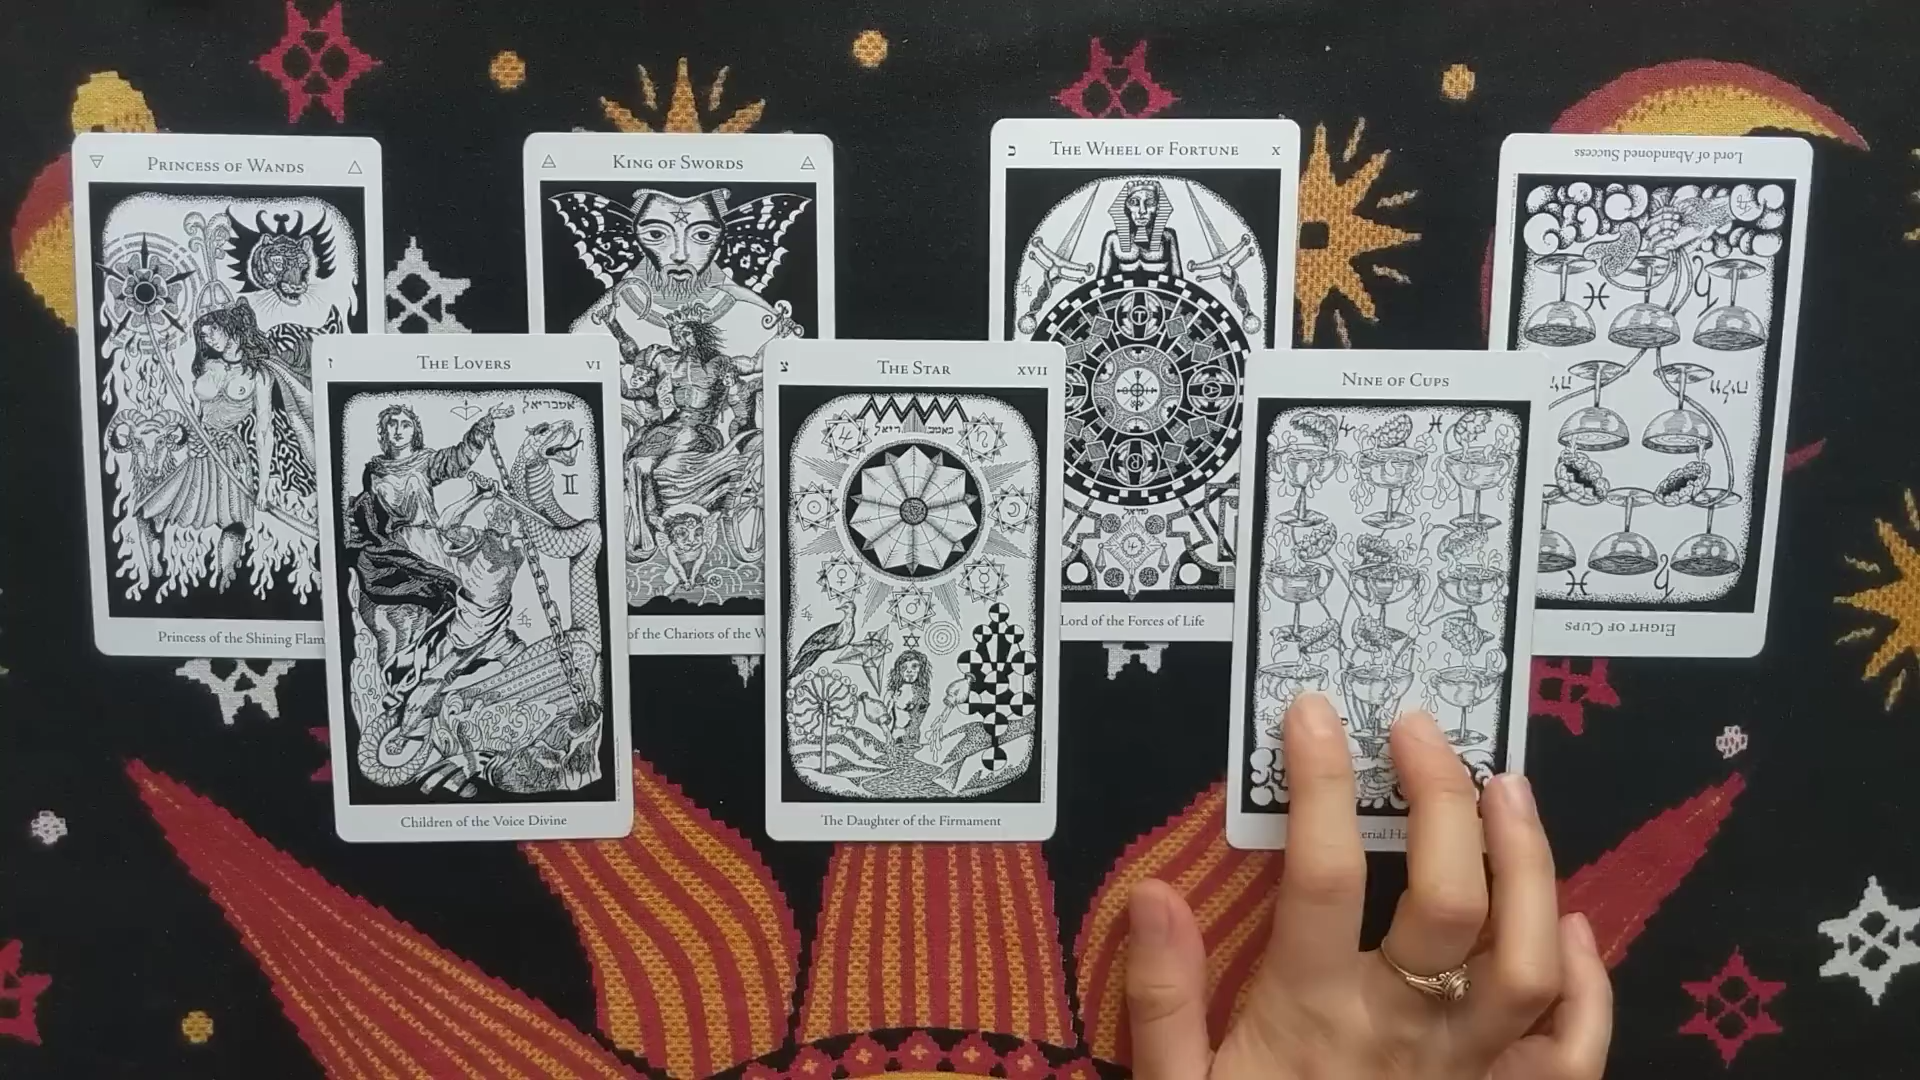 PRINCESS OF WANDS
Princess of the Shining Flam
KING OF SWORDS
of the Chariots of the W
כ THE WHEEL OF FORTUNE X
Lord of the Forces of Life
Lord of Abandoned Success
EIGHT OF CUPS
ז THE LOVERS VI
אמבריאל
Children of the Voice Divine
צ THE STAR XVII
The Daughter of the Firmament
NINE OF CUPS